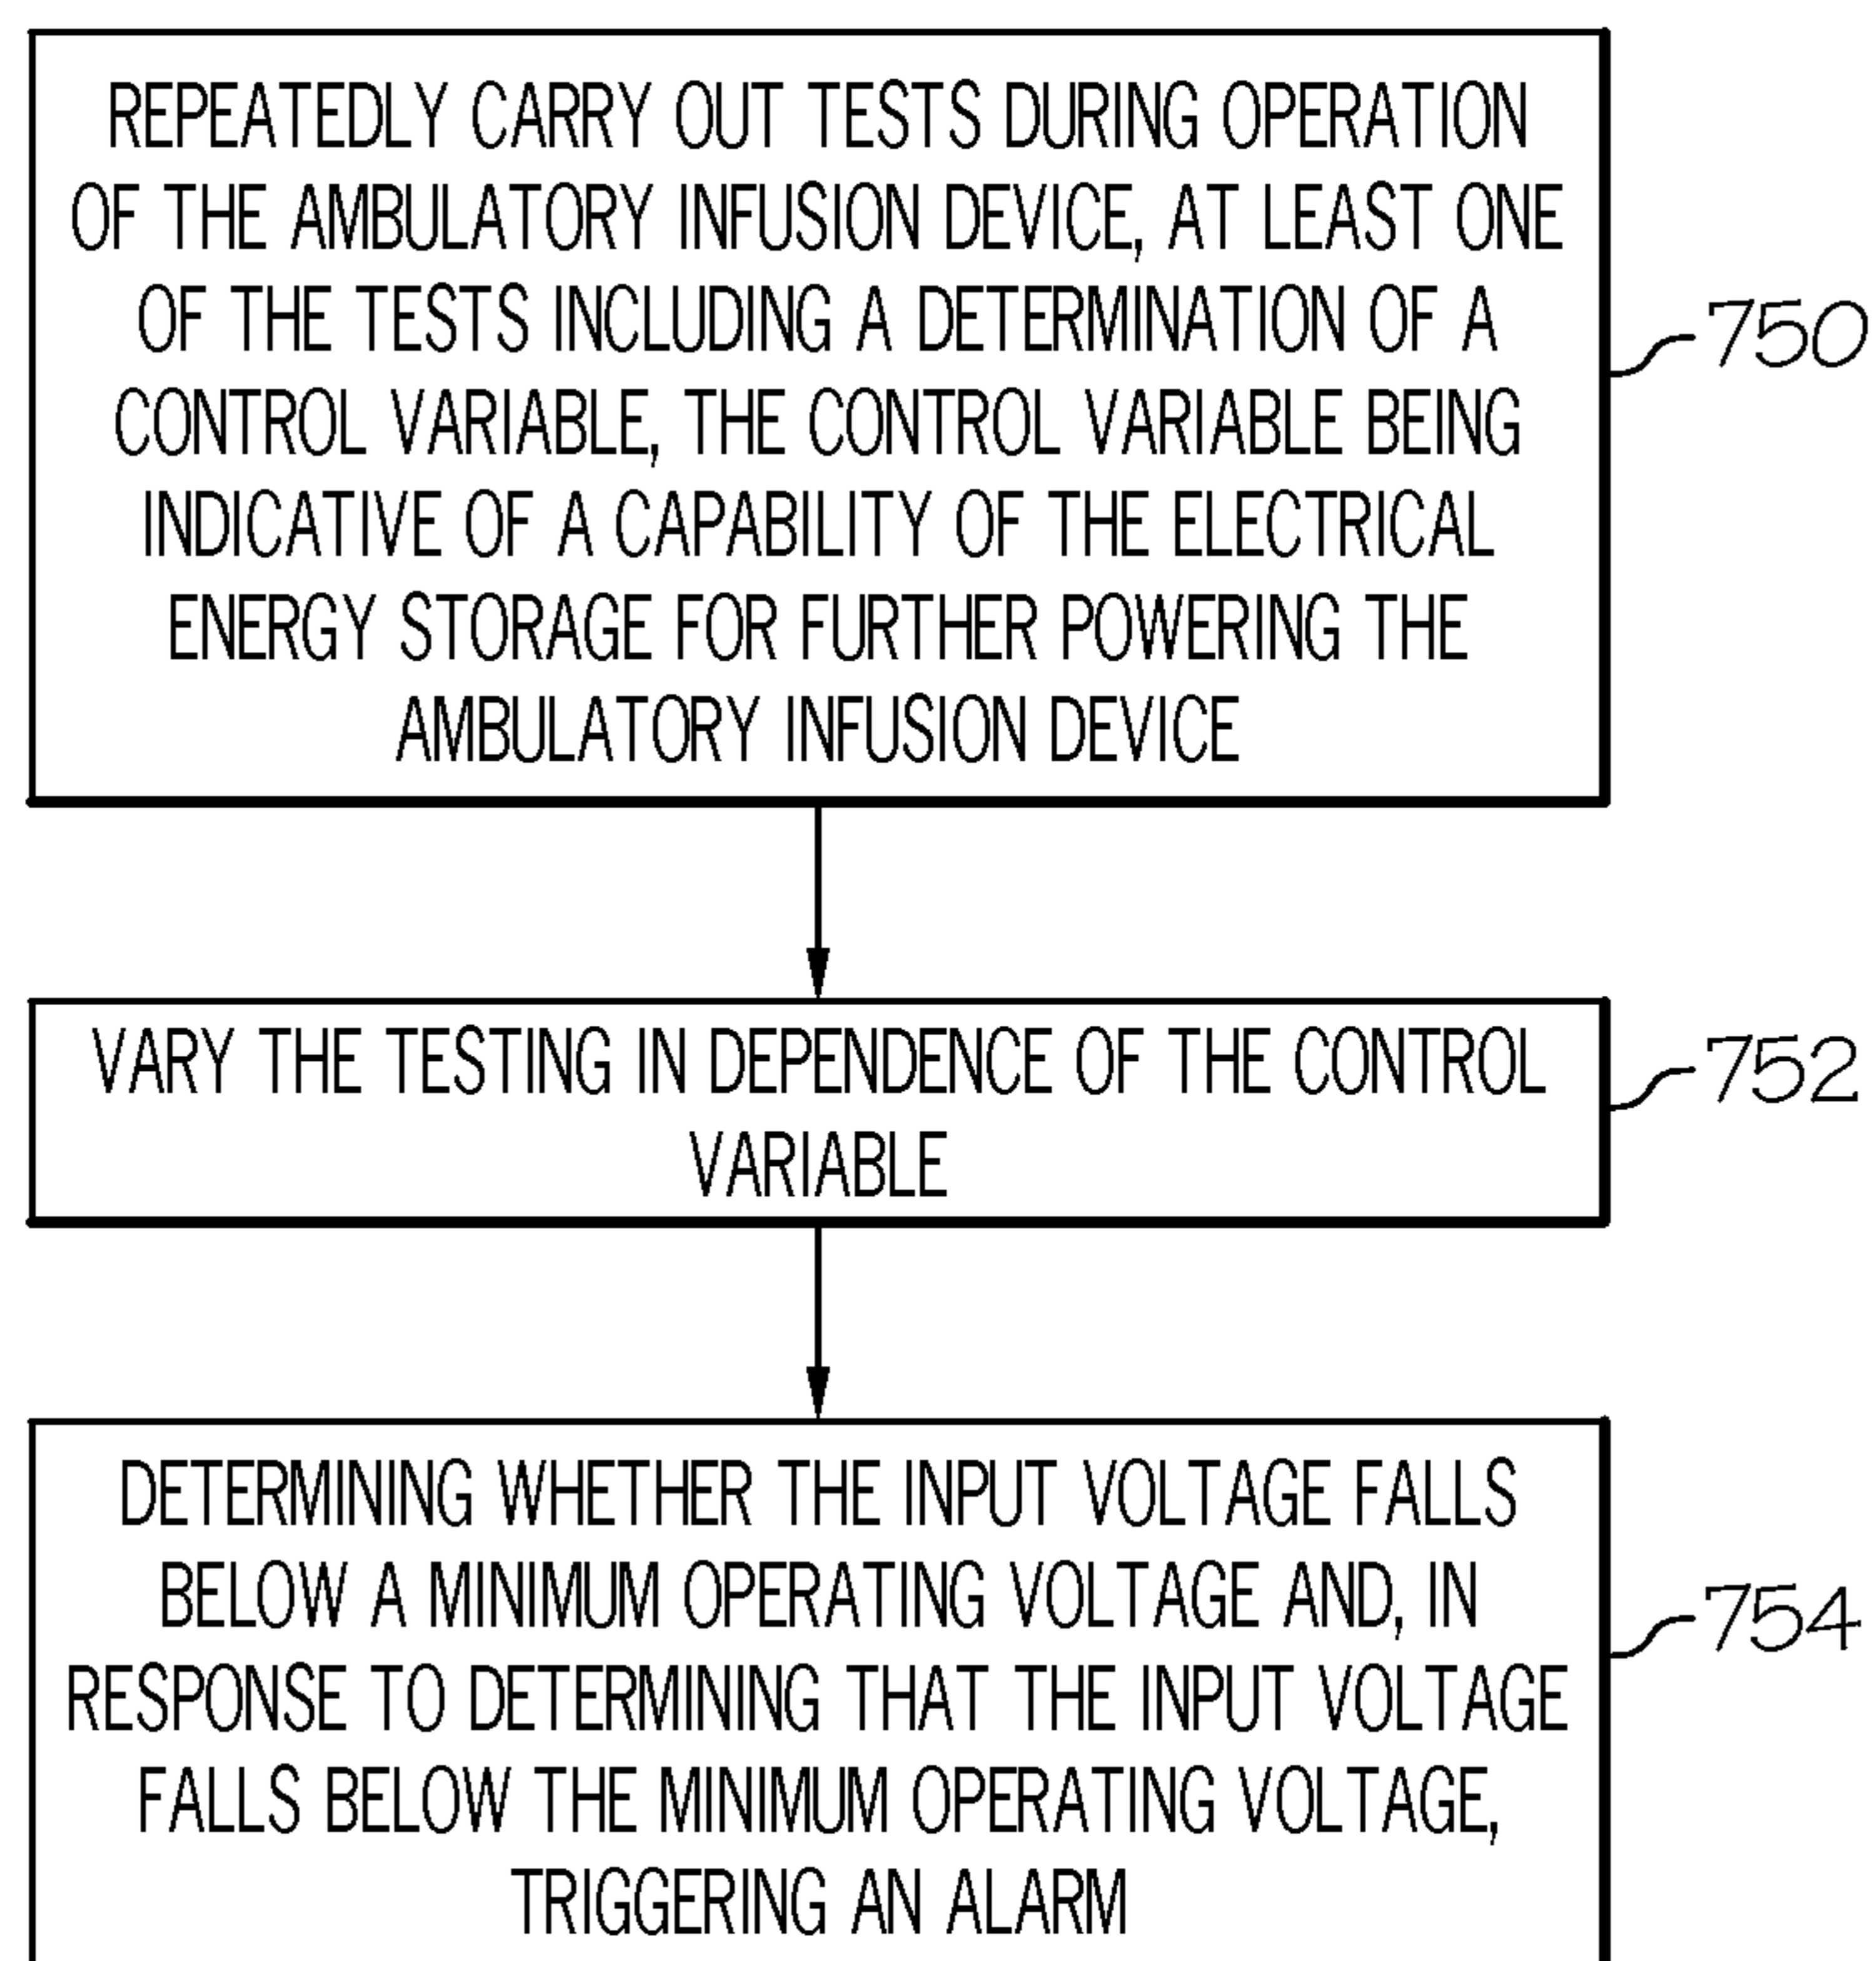 REPEATEDLY CARRY OUT TESTS DURING OPERATION
OF THE AMBULATORY INFUSION DEVICE, AT LEAST ONE
OF THE TESTS INCLUDING A DETERMINATION OF A
CONTROL VARIABLE, THE CONTROL VARIABLE BEING
INDICATIVE OF A CAPABILITY OF THE ELECTRICAL
ENERGY STORAGE FOR FURTHER POWERING THE
AMBULATORY INFUSION DEVICE
750
VARY THE TESTING IN DEPENDENCE OF THE CONTROL
VARIABLE
752
DETERMINING WHETHER THE INPUT VOLTAGE FALLS
BELOW A MINIMUM OPERATING VOLTAGE AND, IN
RESPONSE TO DETERMINING THAT THE INPUT VOLTAGE
FALLS BELOW THE MINIMUM OPERATING VOLTAGE,
TRIGGERING AN ALARM
754